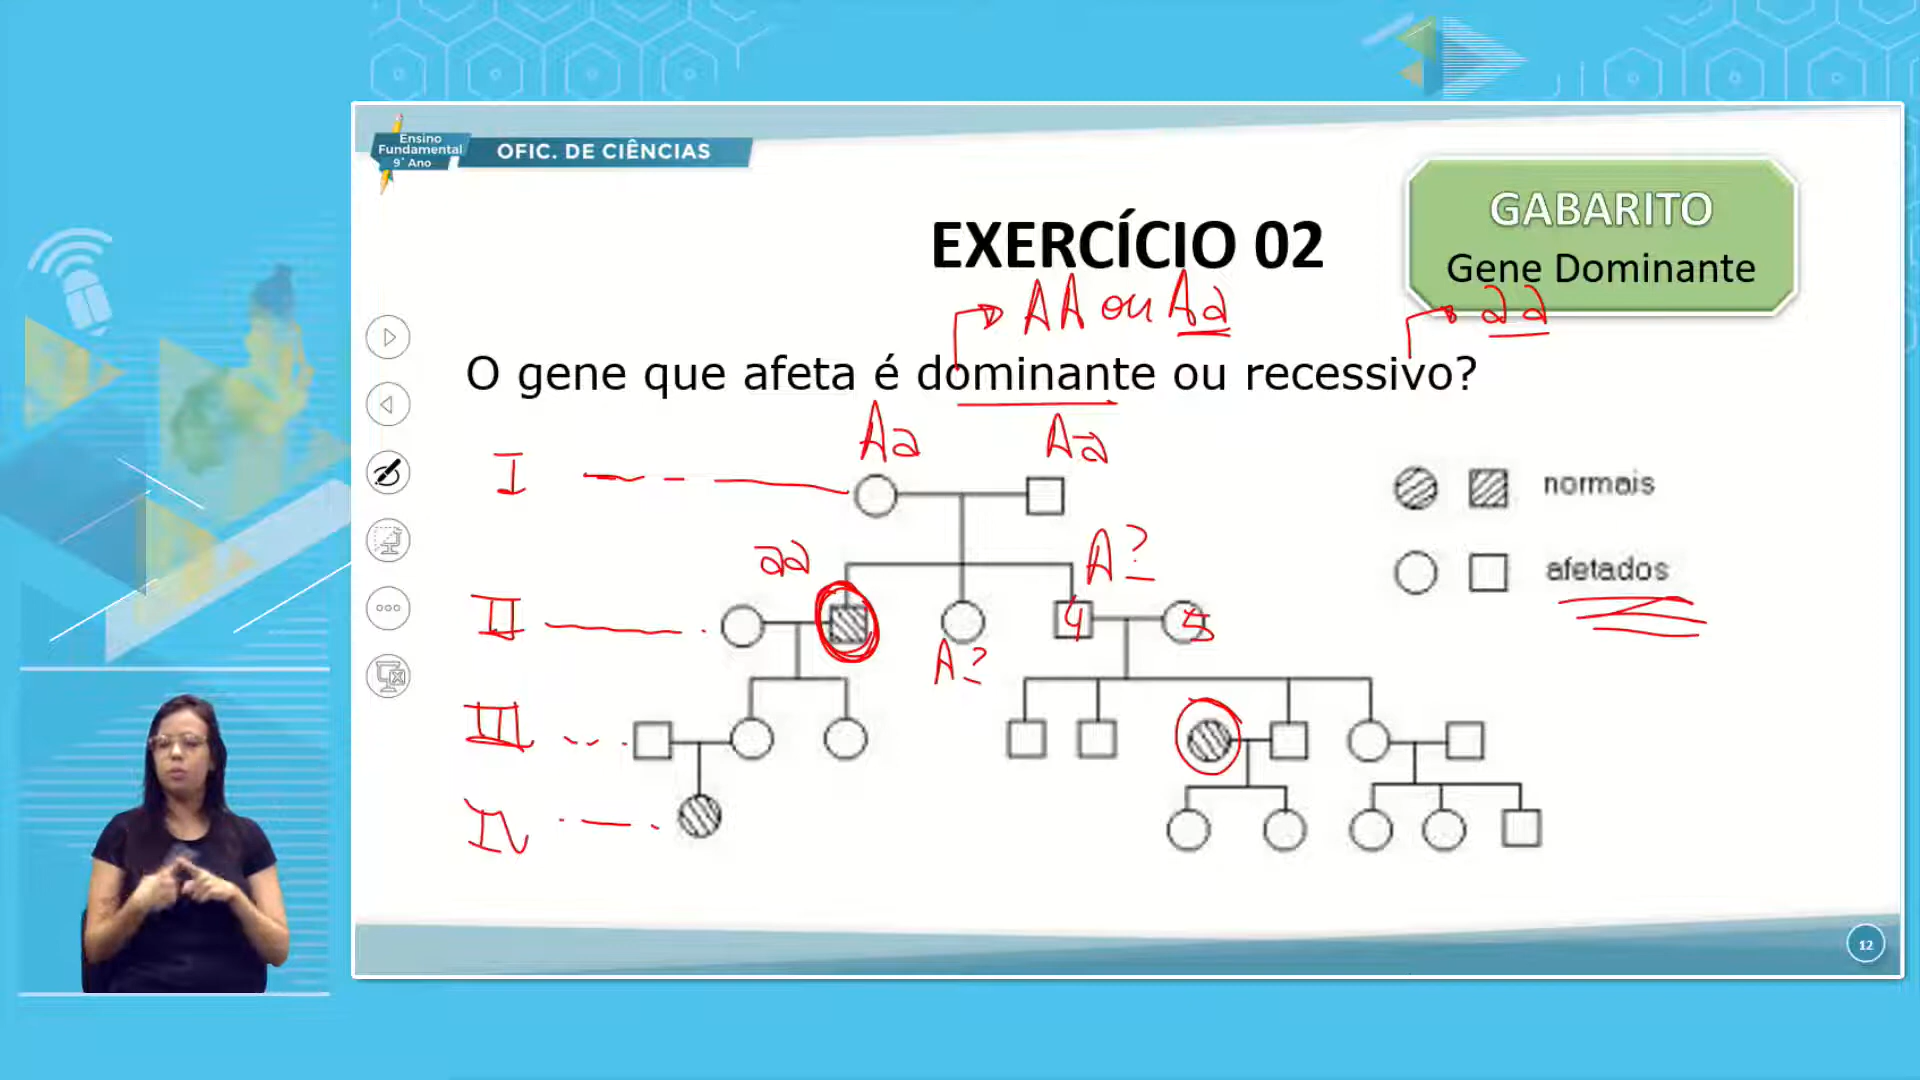 Ensino
Fundamental
9° Ano
OFIC. DE CIÊNCIAS
GABARITO
Gene Dominante
EXERCÍCIO 02
AA ou Aa
aa
O gene que afeta é dominante ou recessivo?
Aa
Aa
I
normais
aa
A?
afetados
II
4
5
A?
III
IV
12